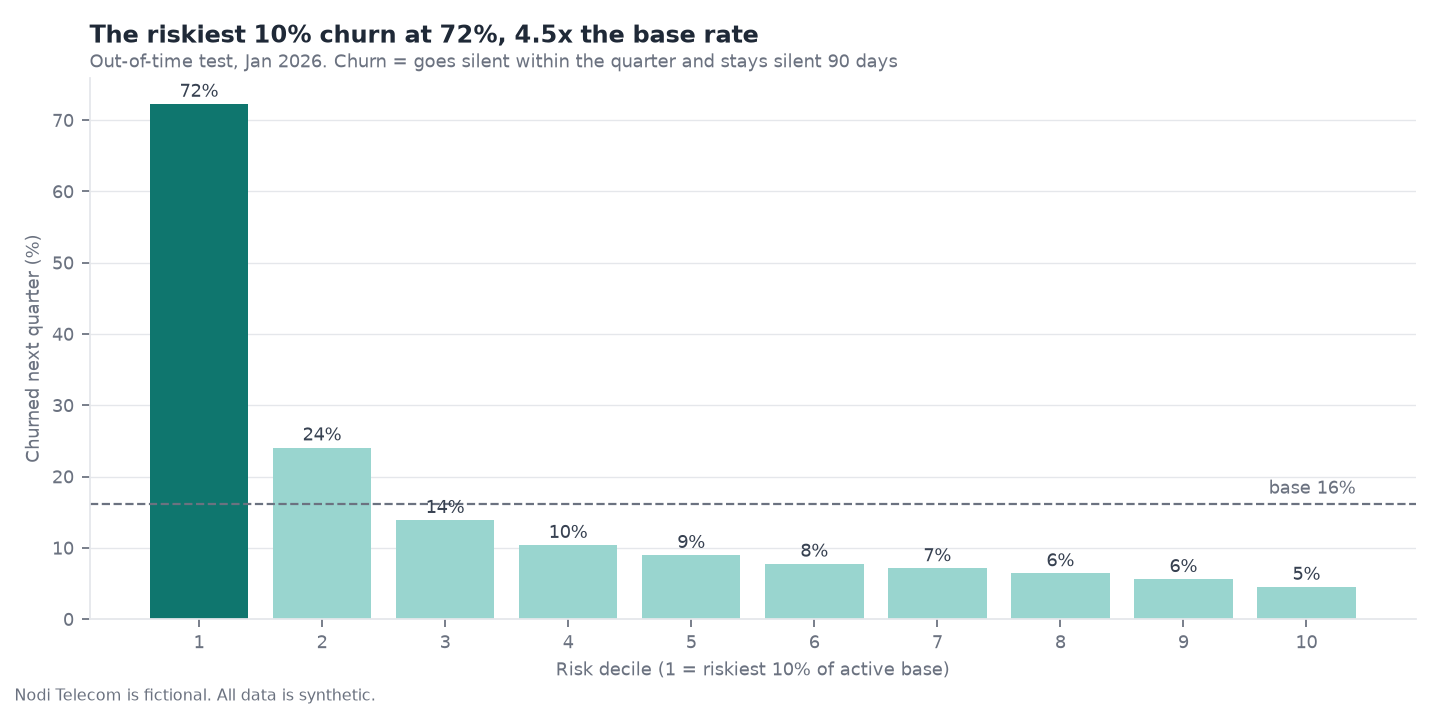 The riskiest 10% churn at 72%, 4.5x the base rate
Out-of-time test, Jan 2026. Churn = goes silent within the quarter and stays silent 90 days
72%
24%
14%
10%
9%
8%
7%
6%
6%
5%
base 16%
70
60
50
40
30
20
10
0
Churned next quarter (%)
1 2 3 4 5 6 7 8 9 10
Risk decile (1 = riskiest 10% of active base)
Nodi Telecom is fictional. All data is synthetic.